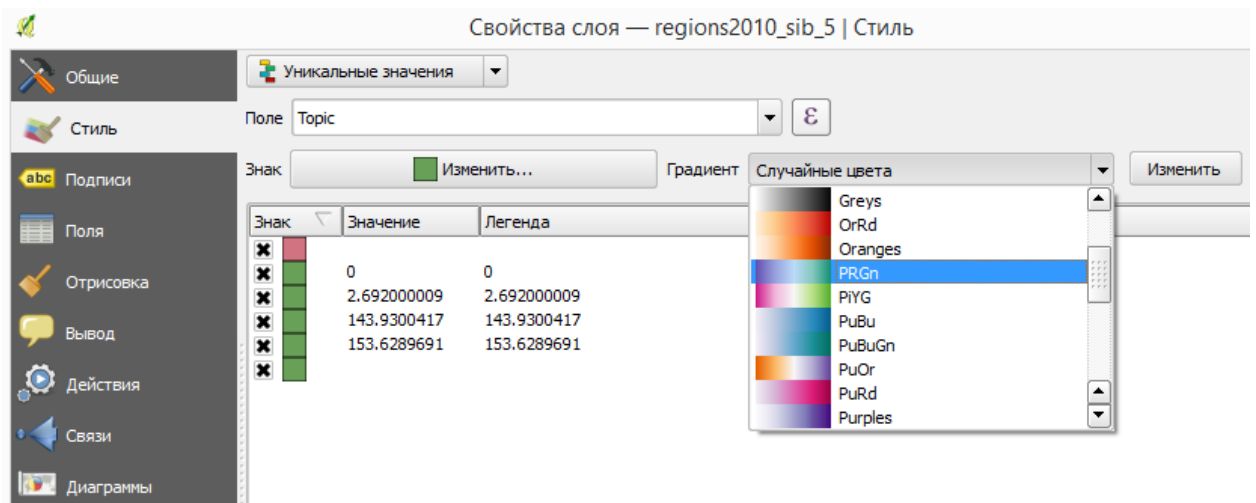 Свойства слоя — regions2010_sib_5 | Стиль
Общие
Стиль
abc Подписи
Поля
Отрисовка
Вывод
Действия
Связи
Диаграммы
Уникальные значения
Поле Topic ε
Знак Изменить... Градиент Случайные цвета Изменить
Знак Значение Легенда
0 0
2.692000009 2.692000009
143.9300417 143.9300417
153.6289691 153.6289691
Greys
OrRd
Oranges
PRGn
PiYG
PuBu
PuBuGn
PuOr
PuRd
Purples